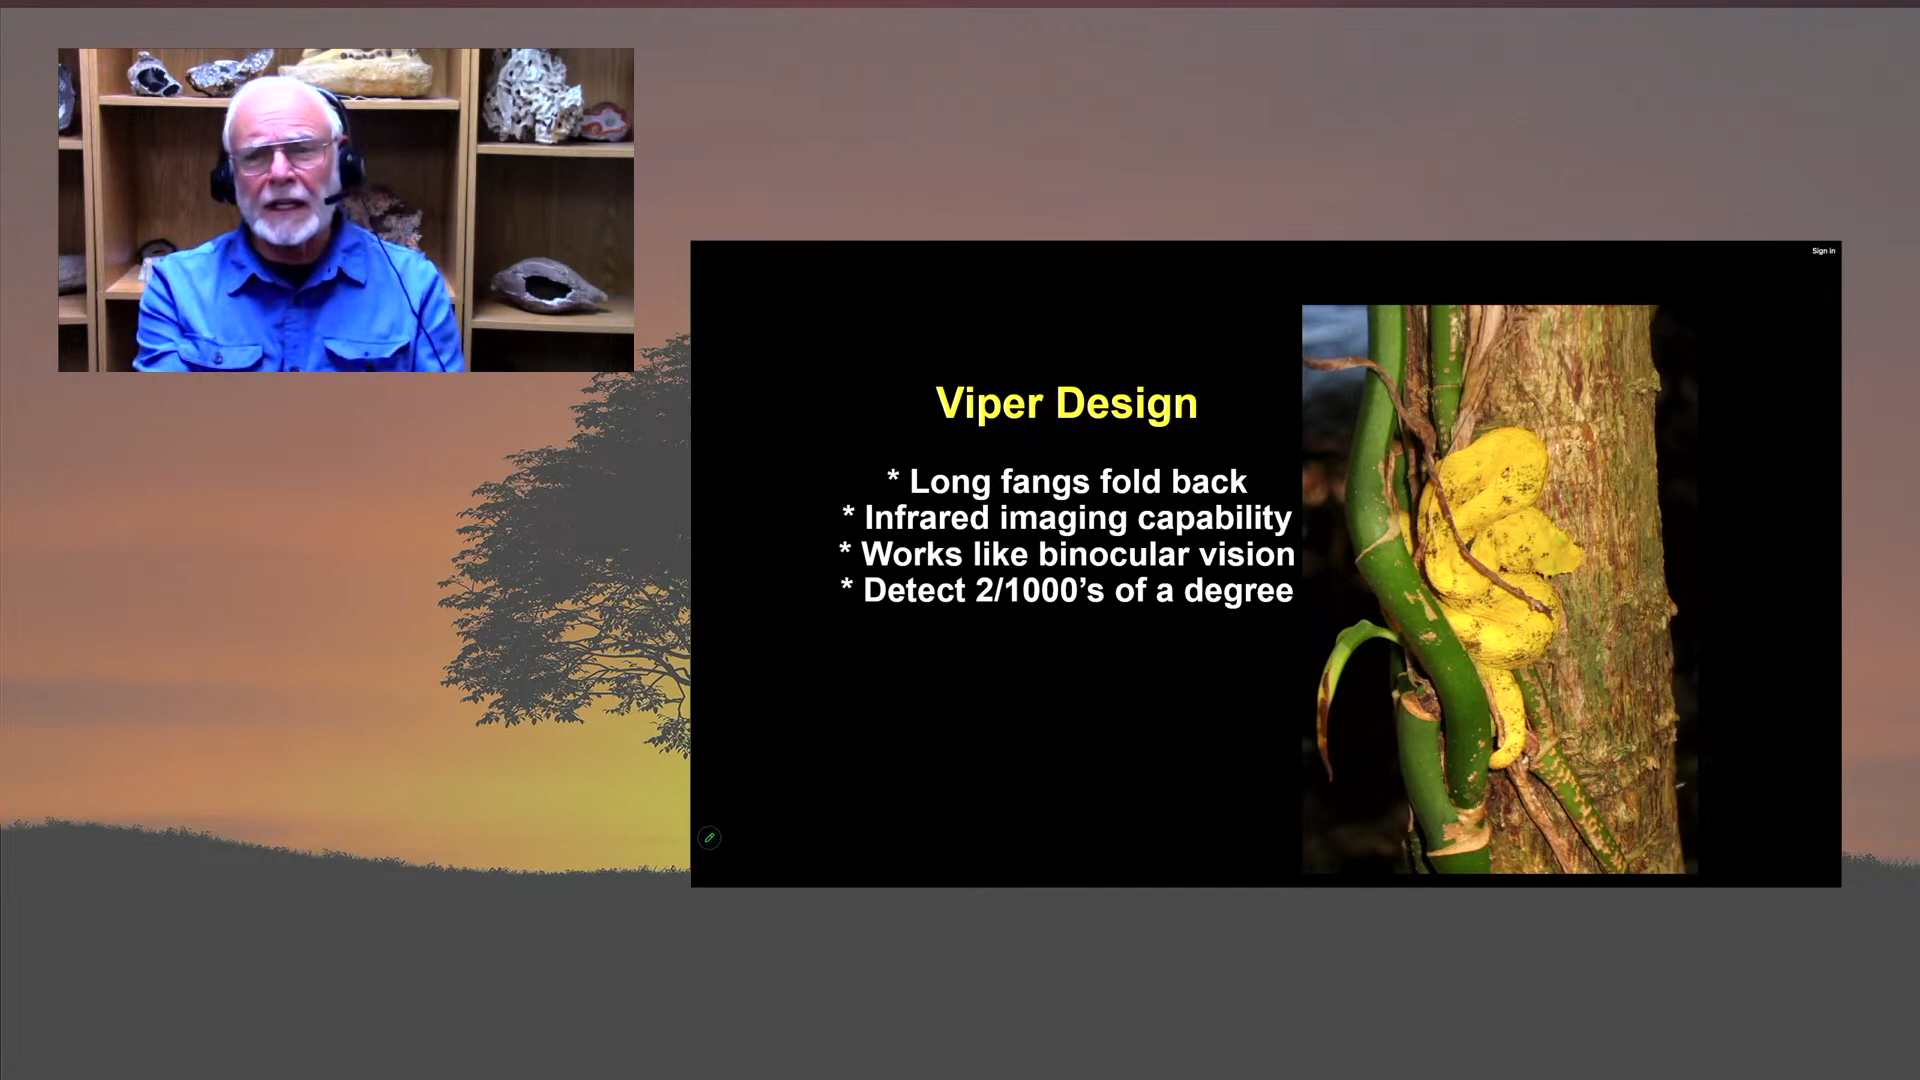 Sign in
Viper Design
* Long fangs fold back
* Infrared imaging capability
* Works like binocular vision
* Detect 2/1000’s of a degree